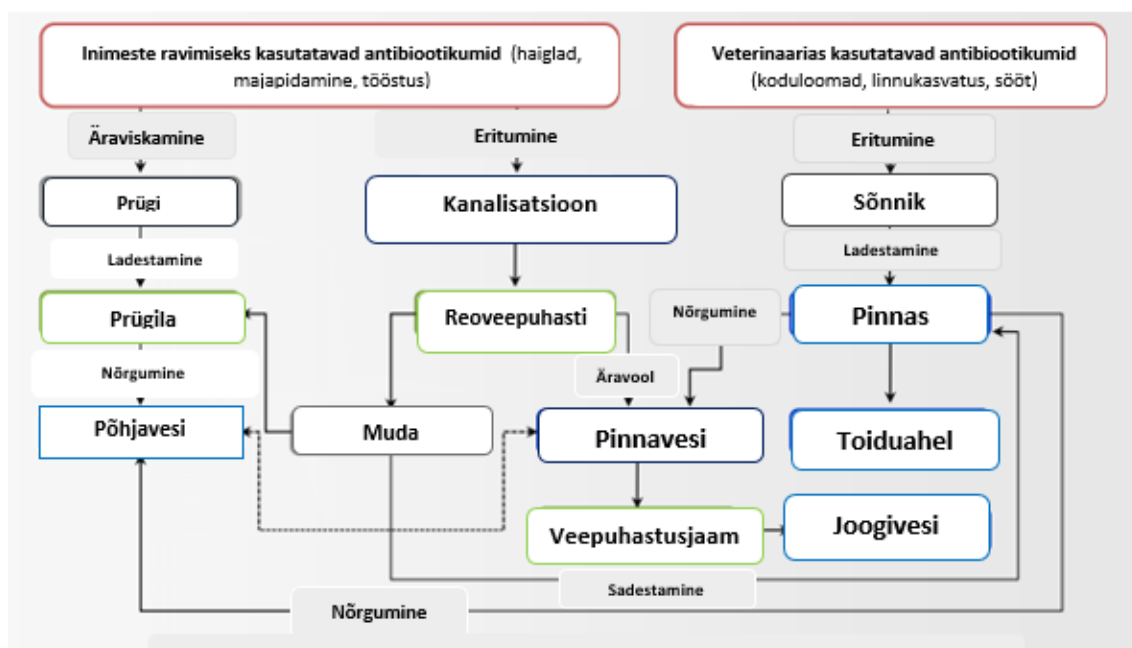 Inimeste ravimiseks kasutatavad antibiootikumid (haiglad,
majapidamine, tööstus)
Veterinaarias kasutatavad antibiootikumid
(koduloomad, linnukasvatus, sööt)
Äraviskamine
Eritumine
Eritumine
Prügi
Kanalisatsioon
Sõnnik
Ladestamine
Ladestamine
Prügila
Reoveepuhasti
Nõrgumine
Pinnas
Nõrgumine
Äravool
Põhjavesi
Muda
Pinnavesi
Toiduahel
Veepuhastusjaam
Joogivesi
Sadestamine
Nõrgumine